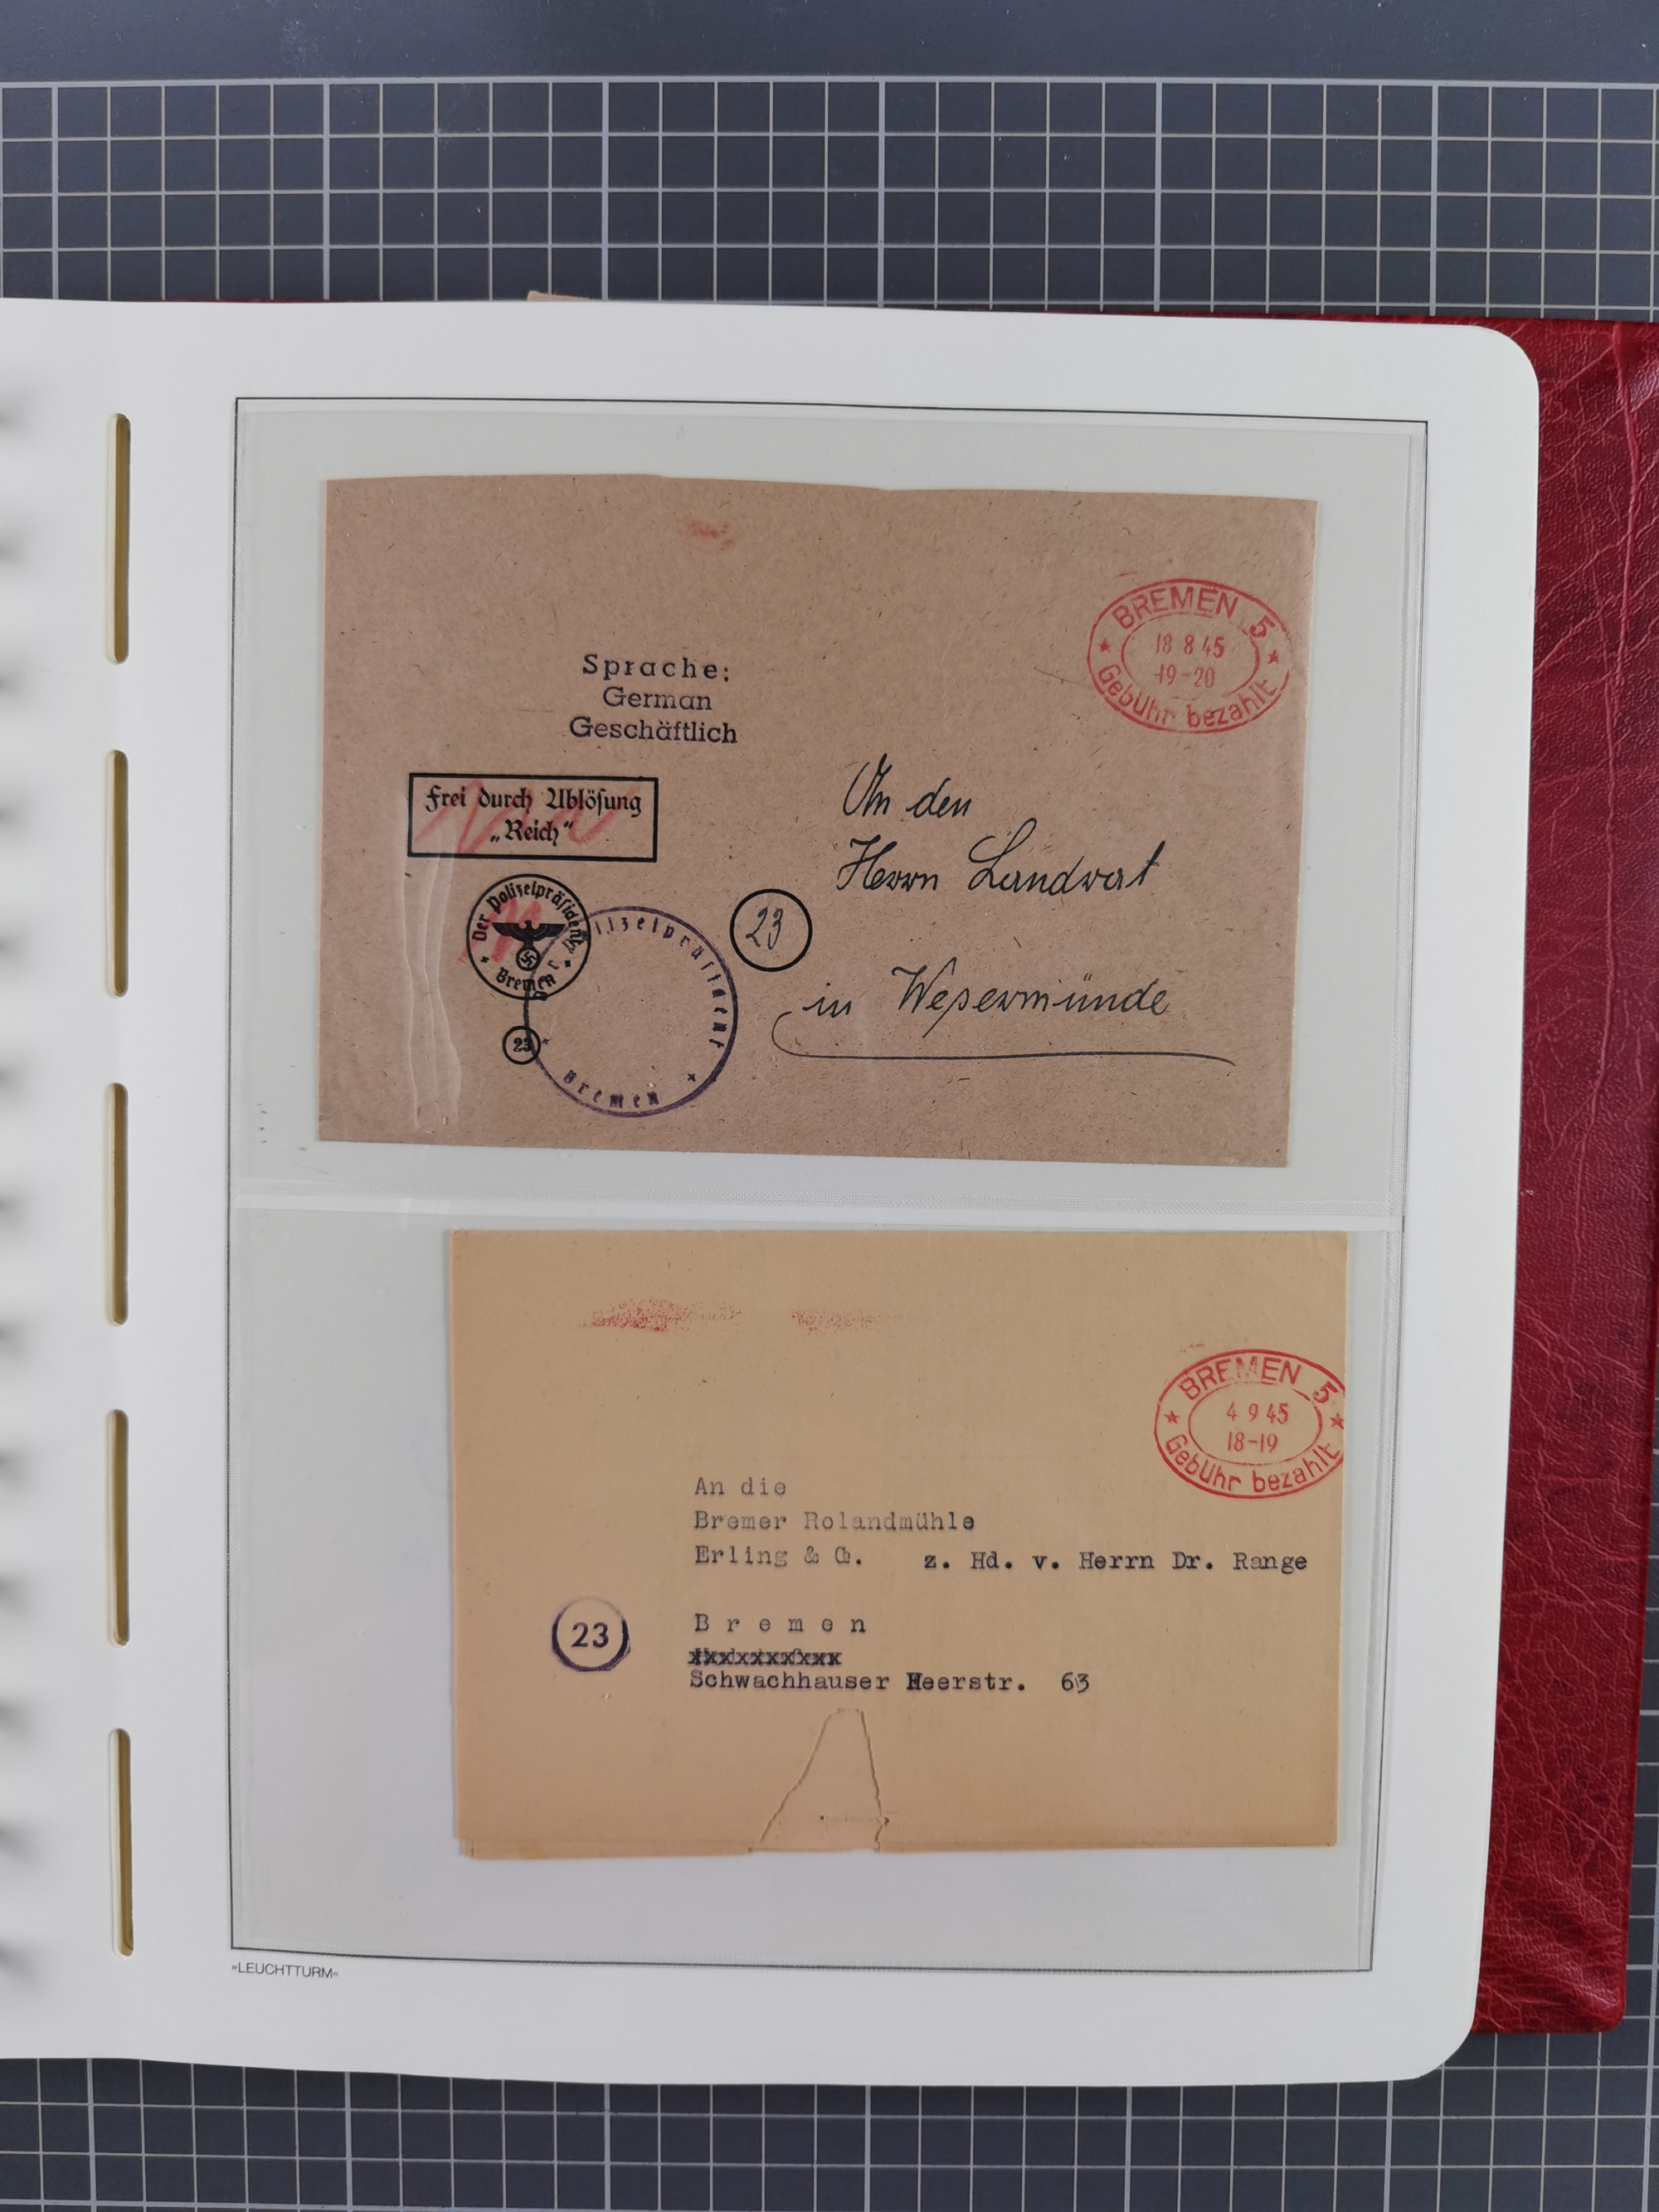 BREMEN 5
18 8 45
19-20
Gebühr bezahlt
Sprache:
German
Geschäftlich
Frei durch Ablösung
„Reich“
Der Polizeipräsident
Bremen
23
lizeipräsident
Bremen
23
An den
Herrn Landrat
in Wesermünde
BREMEN 5
4 9 45
18-19
Gebühr bezahlt
An die
Bremer Rolandmühle
Erling & Co. z. Hd. v. Herrn Dr. Range
23
Bremen
Schwachhauser Heerstr. 63
»LEUCHTTURM«